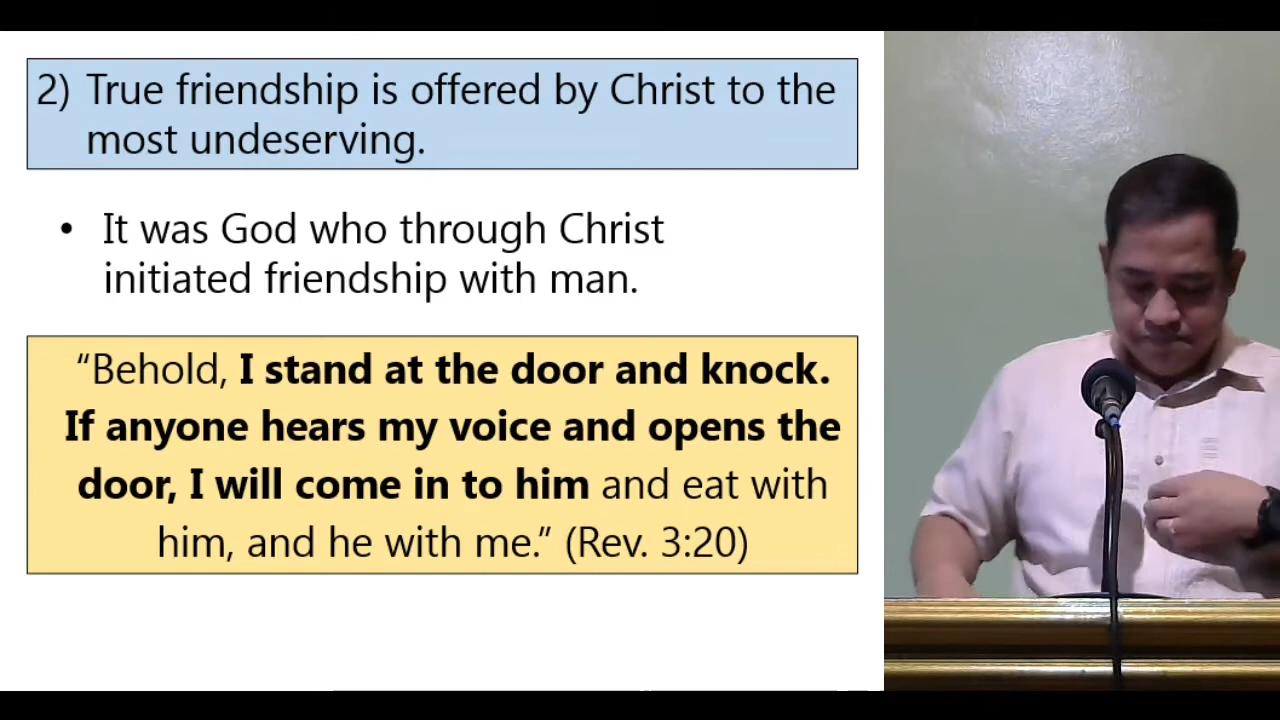 2) True friendship is offered by Christ to the
most undeserving.
• It was God who through Christ
initiated friendship with man.
“Behold, I stand at the door and knock.
If anyone hears my voice and opens the
door, I will come in to him and eat with
him, and he with me.” (Rev. 3:20)